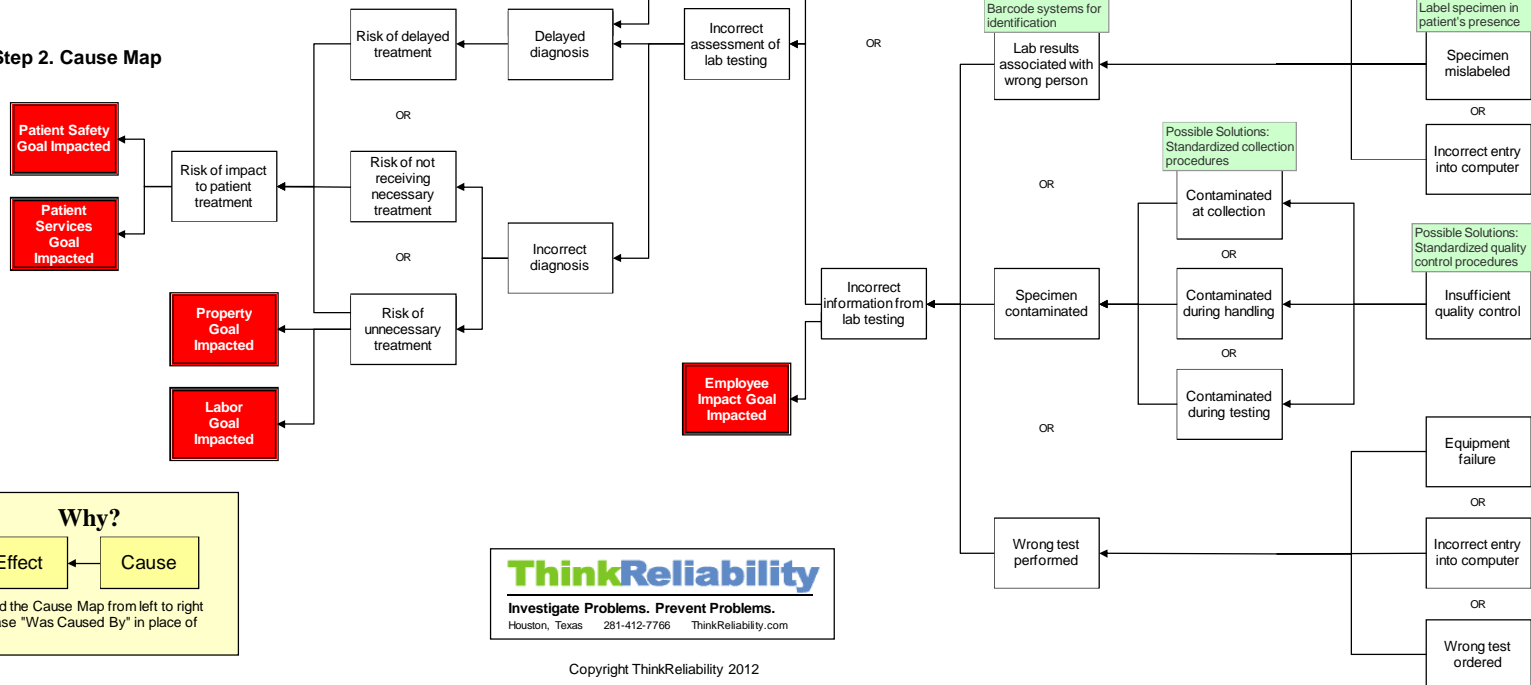 Step 2. Cause Map
Patient Safety
Goal Impacted
Patient
Services
Goal
Impacted
Risk of impact
to patient
treatment
Property
Goal
Impacted
Labor
Goal
Impacted
Risk of delayed
treatment
OR
Risk of not
receiving
necessary
treatment
OR
Risk of
unnecessary
treatment
Delayed
diagnosis
Incorrect
diagnosis
Incorrect
assessment of
lab testing
Employee
Impact Goal
Impacted
OR
Incorrect
information from
lab testing
Barcode systems for
identification
Lab results
associated with
wrong person
OR
Specimen
contaminated
OR
Wrong test
performed
Possible Solutions:
Standardized collection
procedures
Contaminated
at collection
OR
Contaminated
during handling
OR
Contaminated
during testing
Label specimen in
patient's presence
Specimen
mislabeled
OR
Incorrect entry
into computer
Possible Solutions:
Standardized quality
control procedures
Insufficient
quality control
Equipment
failure
OR
Incorrect entry
into computer
OR
Wrong test
ordered
Why?
Effect
Cause
the Cause Map from left to right
"Was Caused By" in place of
ThinkReliability
Investigate Problems. Prevent Problems.
Houston, Texas 281-412-7766 ThinkReliability.com
Copyright ThinkReliability 2012